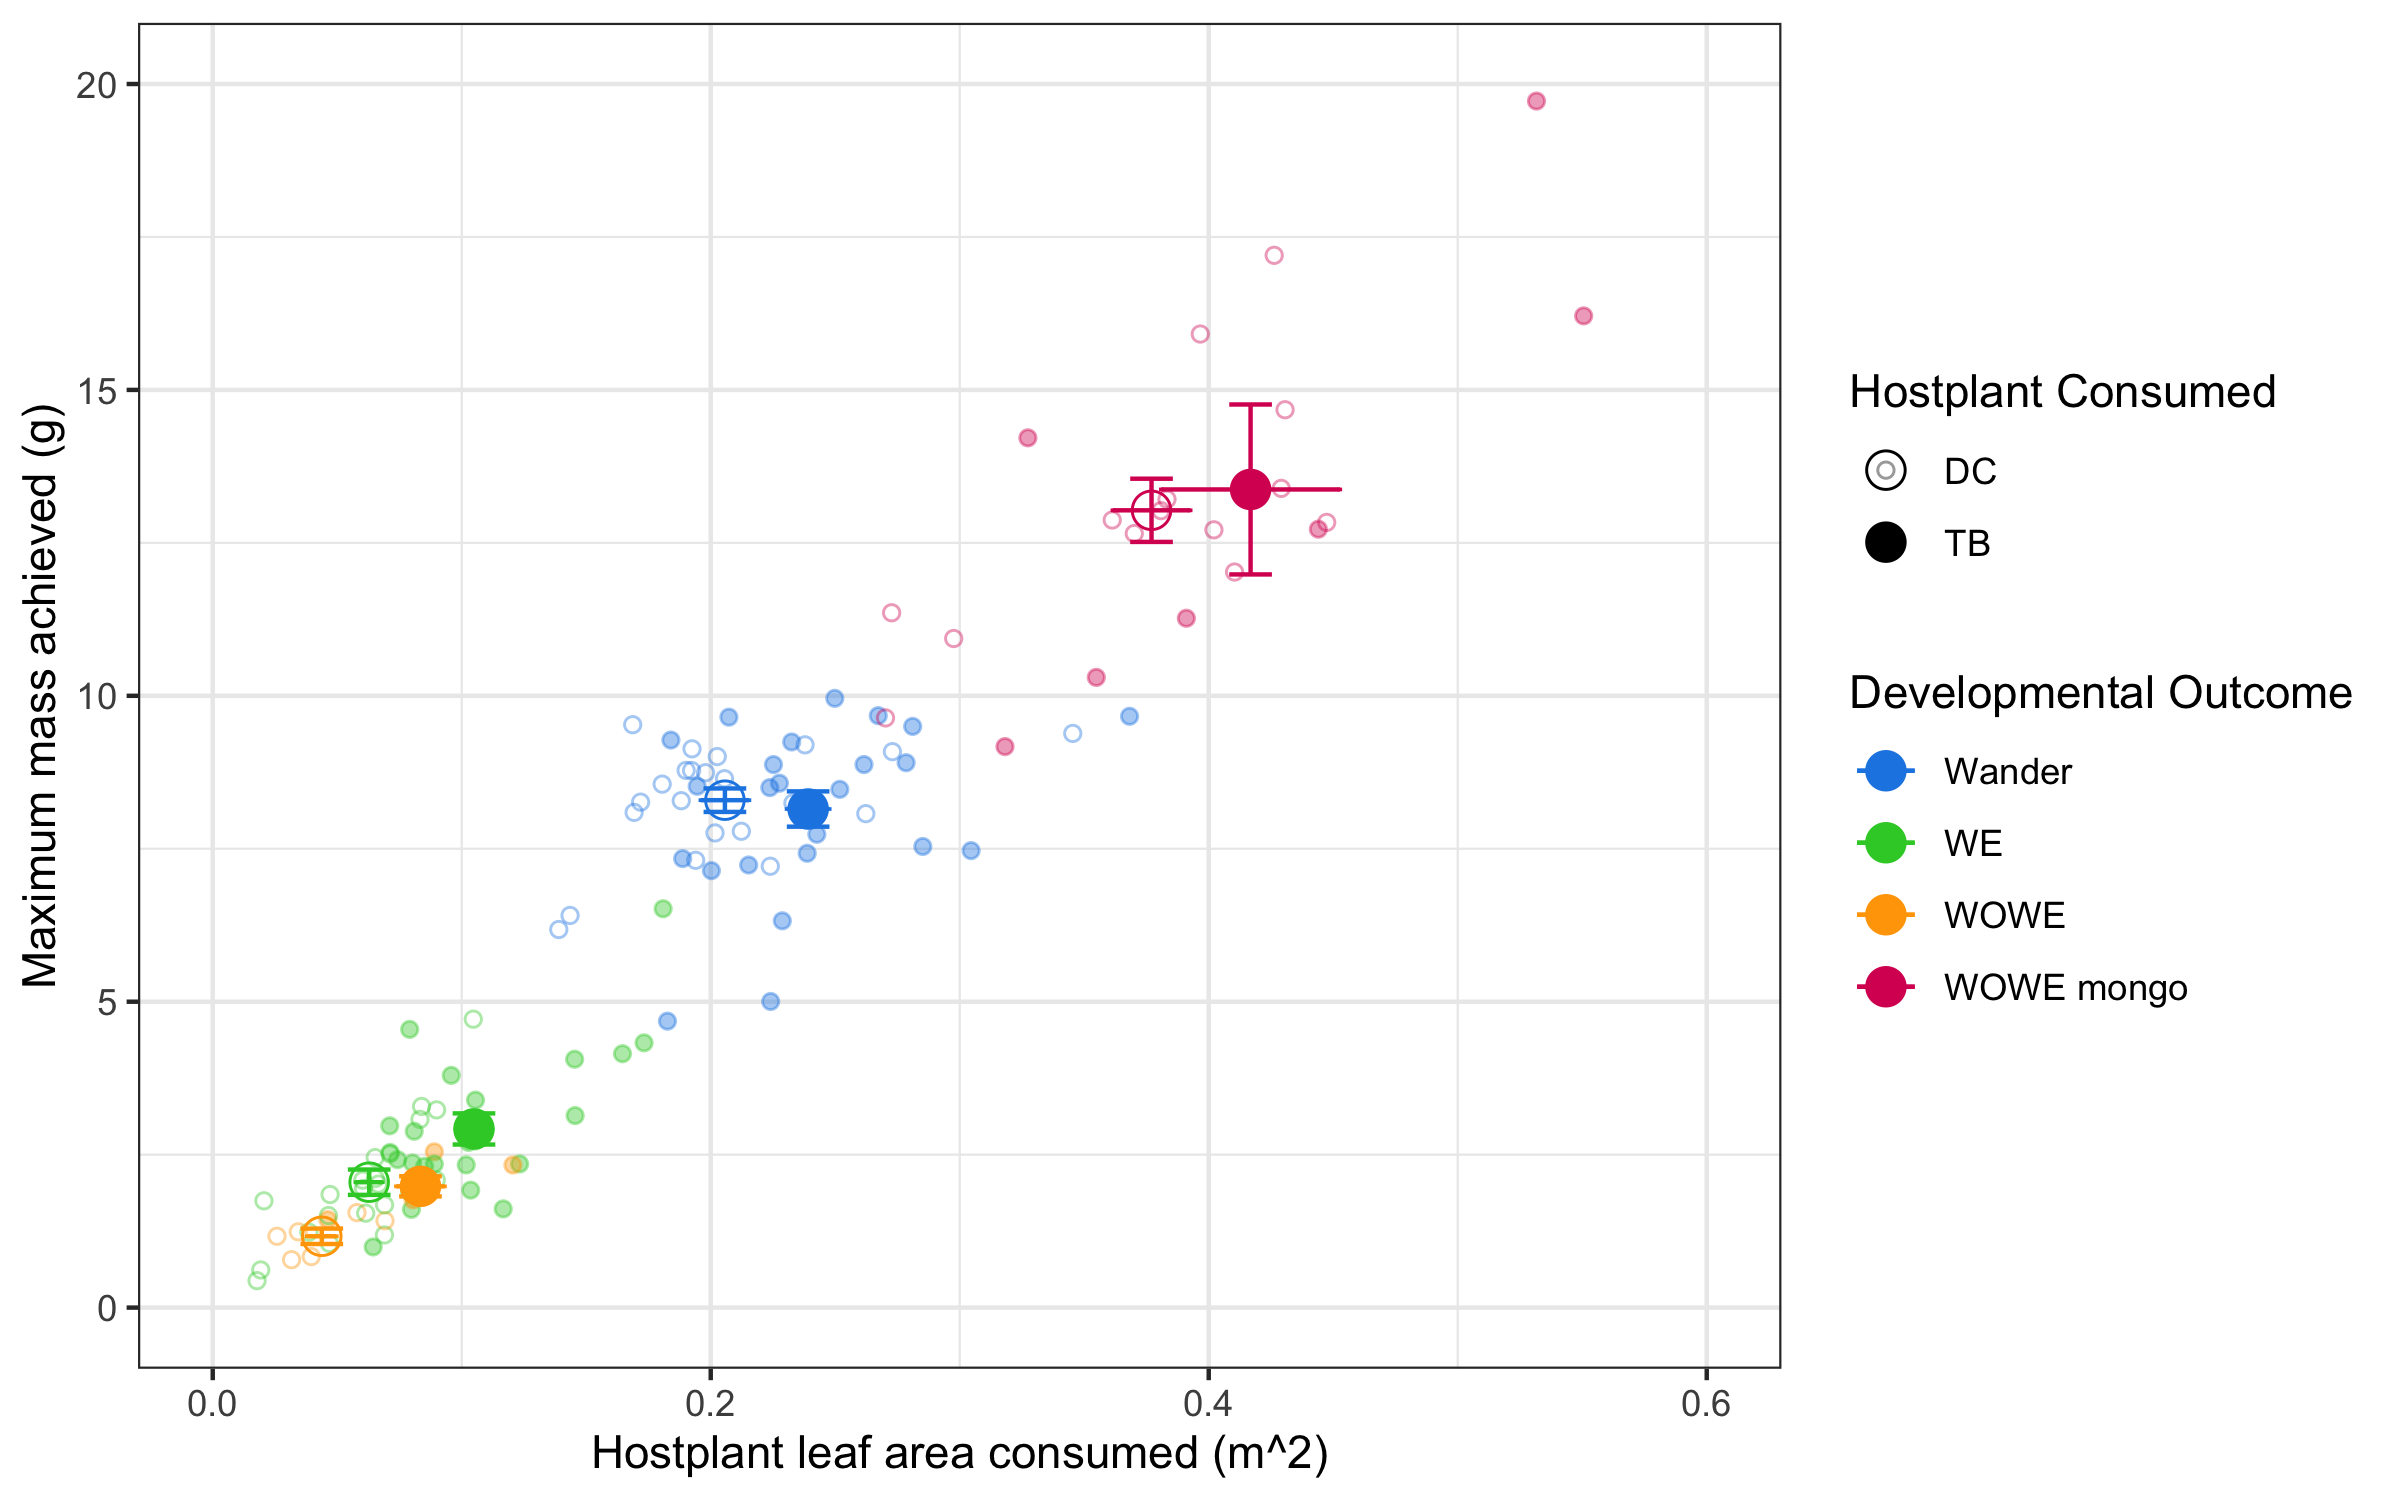 Maximum mass achieved (g)
20
15
10
5
0
0.0
0.2
0.4
0.6
Hostplant leaf area consumed (m^2)
Hostplant Consumed
DC
TB
Developmental Outcome
Wander
WE
WOWE
WOWE mongo